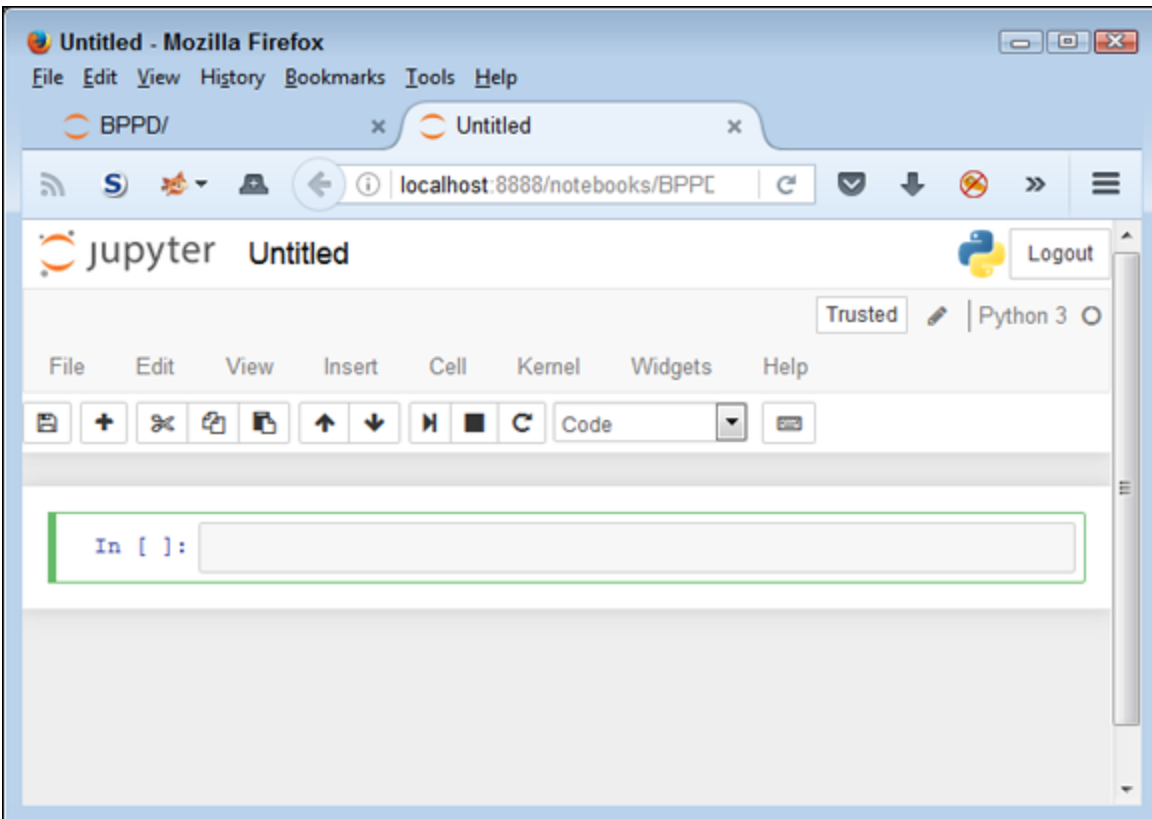 Untitled - Mozilla Firefox
File Edit View History Bookmarks Tools Help
BPPD/ Untitled
S localhost:8888/notebooks/BPPD
jupyter Untitled Logout
Trusted Python 3
File Edit View Insert Cell Kernel Widgets Help
Code
In [ ]: